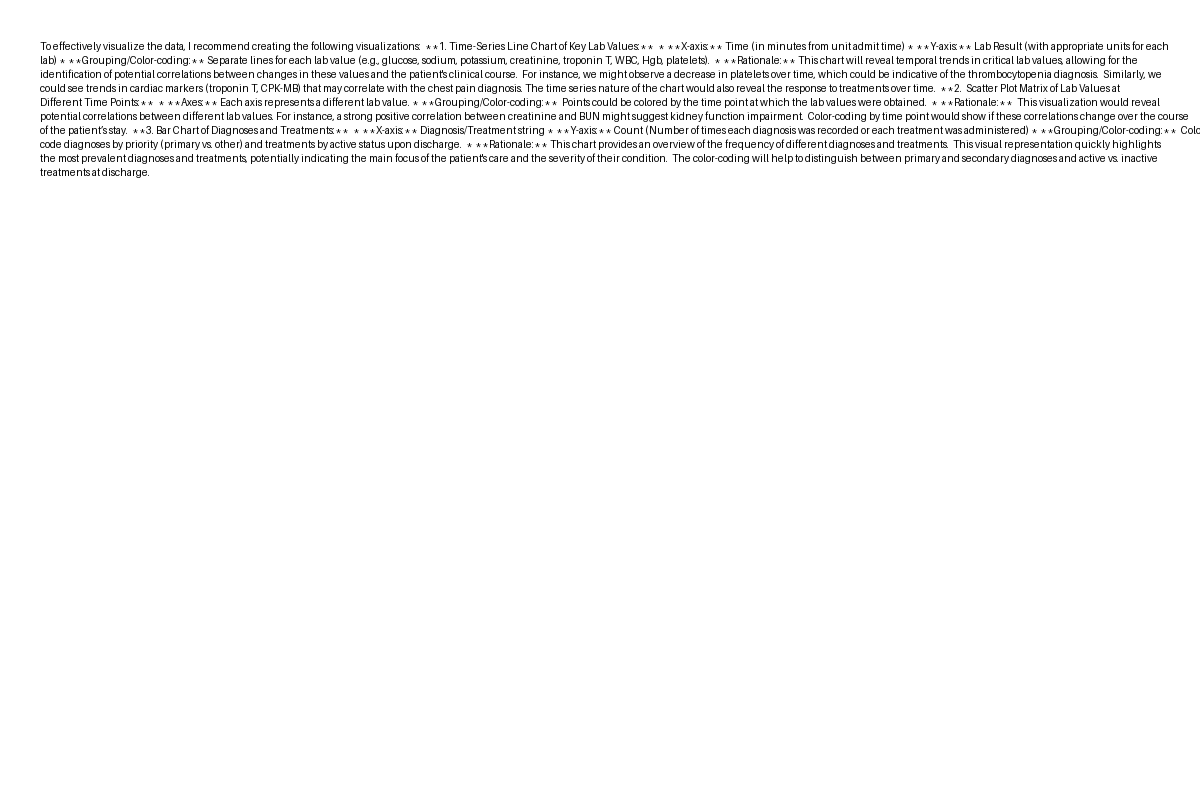 To effectively visualize the data, I recommend creating the following visualizations:  **1. Time-Series Line Chart of Key Lab Values:**  * **X-axis:** Time (in minutes from unit admit time) * **Y-axis:** Lab Result (with appropriate units for each
lab) * **Grouping/Color-coding:** Separate lines for each lab value (e.g., glucose, sodium, potassium, creatinine, troponin T, WBC, Hgb, platelets).  * **Rationale:** This chart will reveal temporal trends in critical lab values, allowing for the
identification of potential correlations between changes in these values and the patient's clinical course.  For instance, we might observe a decrease in platelets over time, which could be indicative of the thrombocytopenia diagnosis.  Similarly, we
could see trends in cardiac markers (troponin T, CPK-MB) that may correlate with the chest pain diagnosis. The time series nature of the chart would also reveal the response to treatments over time.  **2.  Scatter Plot Matrix of Lab Values at
Different Time Points:**  * **Axes:** Each axis represents a different lab value. * **Grouping/Color-coding:**  Points could be colored by the time point at which the lab values were obtained.  * **Rationale:**  This visualization would reveal
potential correlations between different lab values. For instance, a strong positive correlation between creatinine and BUN might suggest kidney function impairment.  Color-coding by time point would show if these correlations change over the course
of the patient's stay.  **3. Bar Chart of Diagnoses and Treatments:**  * **X-axis:** Diagnosis/Treatment string * **Y-axis:** Count (Number of times each diagnosis was recorded or each treatment was administered) * **Grouping/Color-coding:**
code diagnoses by priority (primary vs. other) and treatments by active status upon discharge.  * **Rationale:** This chart provides an overview of the frequency of different diagnoses and treatments.  This visual representation quickly highlights
the most prevalent diagnoses and treatments, potentially indicating the main focus of the patient's care and the severity of their condition.  The color-coding will help to distinguish between primary and secondary diagnoses and active vs. inactive
treatments at discharge.